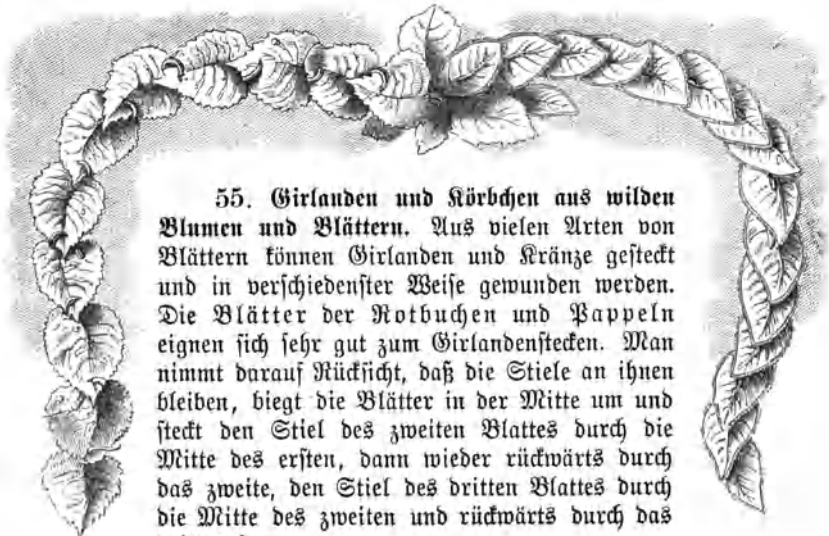 55. Girlanden und Körbchen aus wilden
Blumen und Blättern. Aus vielen Arten von
Blättern können Girlanden und Kränze gesteckt
und in verschiedenster Weise gewunden werden.
Die Blätter der Rotbuchen und Pappeln
eignen sich sehr gut zum Girlandenstecken. Man
nimmt darauf Rücksicht, daß die Stiele an ihnen
bleiben, biegt die Blätter in der Mitte um und
steckt den Stiel des zweiten Blattes durch die
Mitte des ersten, dann wieder rückwärts durch
das zweite, den Stiel des dritten Blattes durch
die Mitte des zweiten und rückwärts durch das